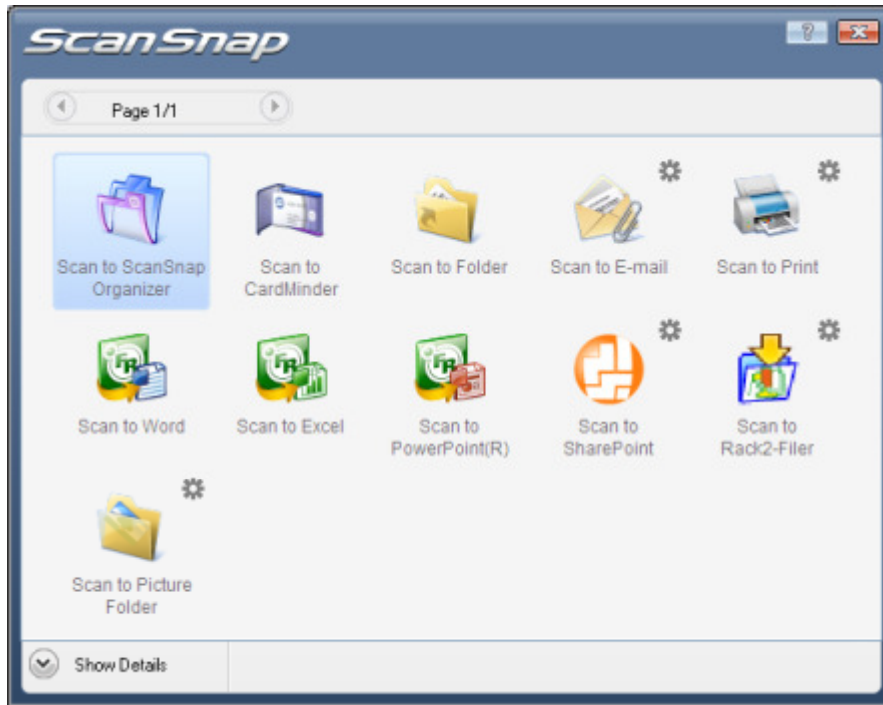 ScanSnap
?
Page 1/1
Scan to ScanSnap
Organizer
Scan to
CardMinder
Scan to Folder
Scan to E-mail
Scan to Print
Scan to Word
Scan to Excel
Scan to
PowerPoint(R)
Scan to
SharePoint
Scan to
Rack2-Filer
Scan to Picture
Folder
Show Details